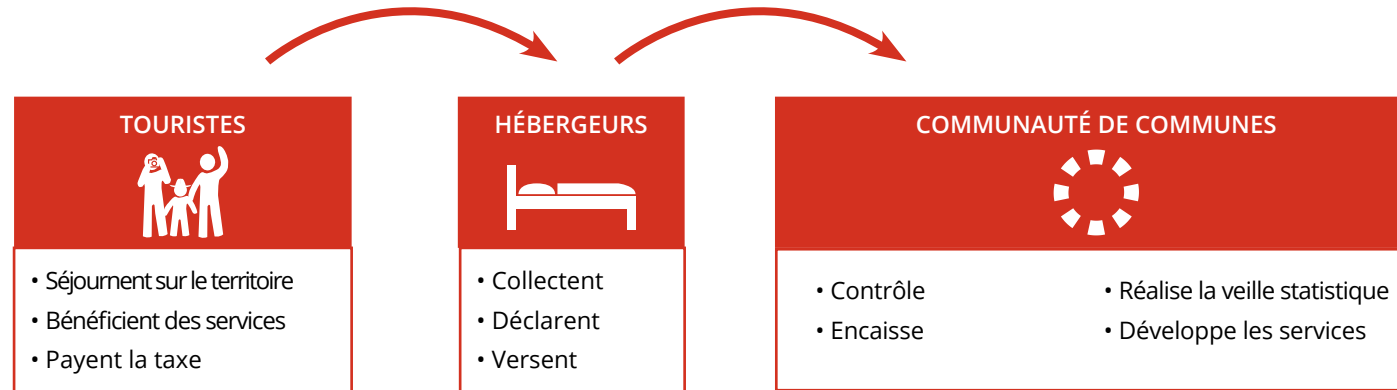 TOURISTES
• Séjournent sur le territoire
• Bénéficient des services
• Payent la taxe
HÉBERGEURS
• Collectent
• Déclarent
• Versent
COMMUNAUTÉ DE COMMUNES
• Contrôle
• Encaisse
• Réalise la veille statistique
• Développe les services